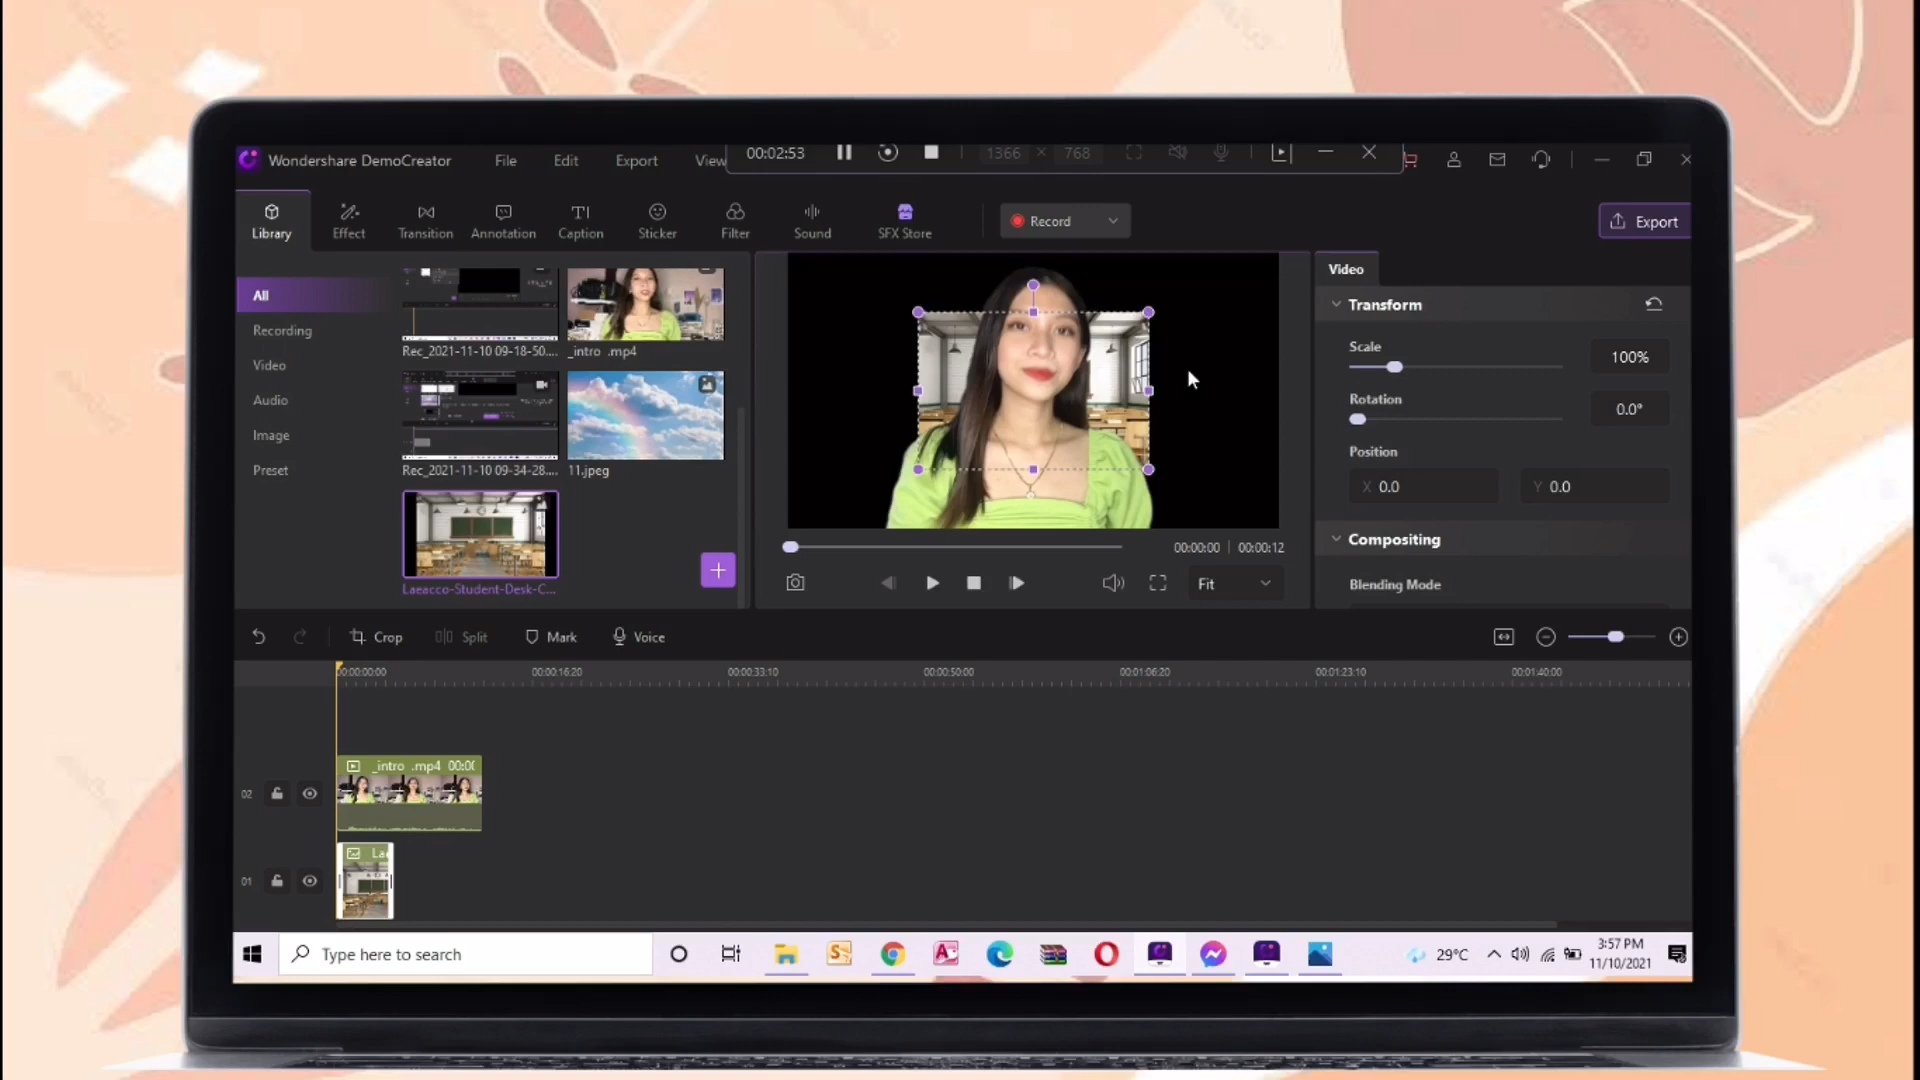 Wondershare DemoCreator File Edit Export View
00:02:53 1366 × 768
Library Effect Transition Annotation Caption Sticker Filter Sound SFX Store
Record
Export
All
Recording
Video
Audio
Image
Preset
Rec_2021-11-10 09-18-50.... _intro .mp4
Rec_2021-11-10 09-34-28.... 11.jpeg
Laeacco-Student-Desk-C...
00:00:00 | 00:00:12
Fit
Video
Transform
Scale
100%
Rotation
0.0°
Position
X 0.0 Y 0.0
Compositing
Blending Mode
Crop Split Mark Voice
00:00:00:00 00:00:16:20 00:00:33:10 00:00:50:00 00:01:06:20 00:01:23:10 00:01:40:00
02
_intro .mp4 00:0(
01
Lae
Type here to search
29°C
3:57 PM
11/10/2021